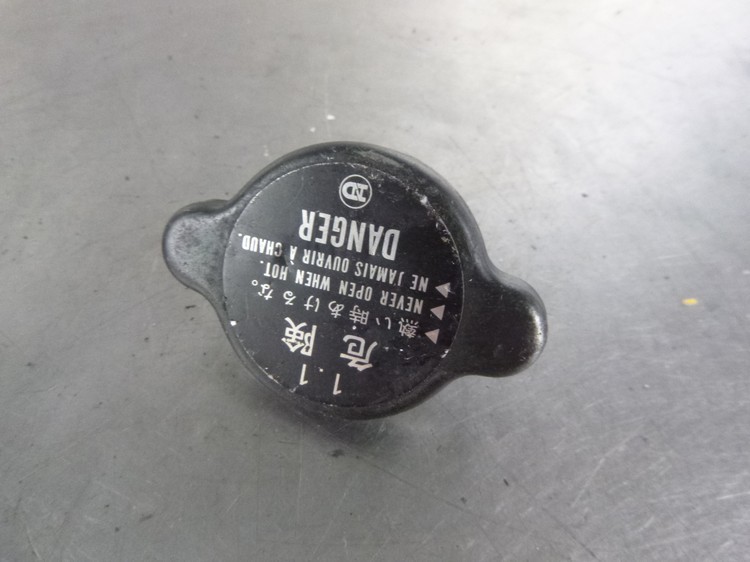 1.1
危険
▲熱い時あけるな。
▲NEVER OPEN WHEN HOT.
▲NE JAMAIS OUVRIR À CHAUD.
DANGER
ND